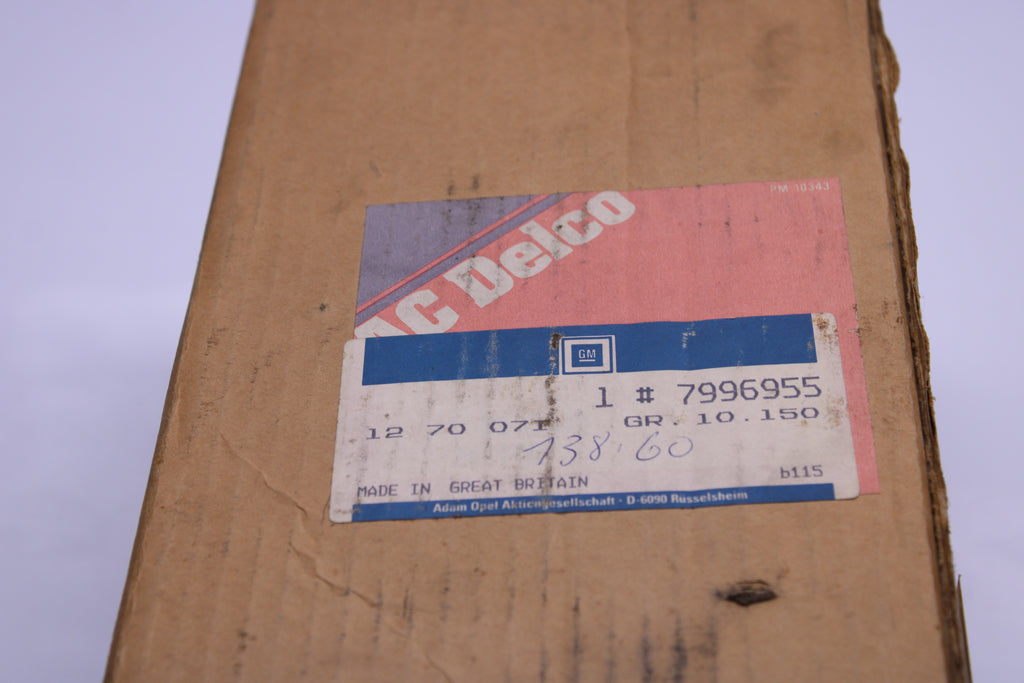 PM 10343
AC Delco
GM
1 # 7996955
12 70 071 GR. 10.150
138.60
MADE IN GREAT BRITAIN b115
Adam Opel Aktiengesellschaft · D-6090 Rüsselsheim